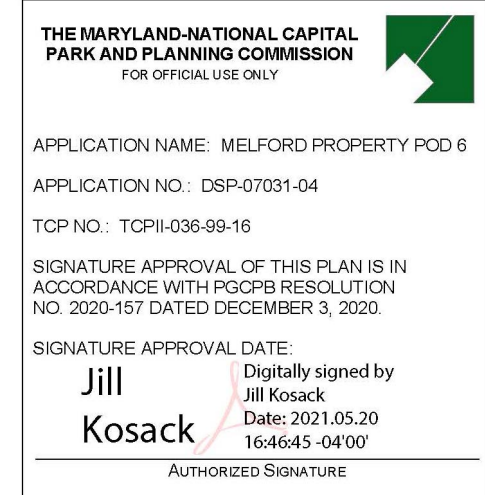 THE MARYLAND-NATIONAL CAPITAL
PARK AND PLANNING COMMISSION
FOR OFFICIAL USE ONLY
APPLICATION NAME: MELFORD PROPERTY POD 6
APPLICATION NO.: DSP-07031-04
TCP NO.: TCPII-036-99-16
SIGNATURE APPROVAL OF THIS PLAN IS IN
ACCORDANCE WITH PGCPB RESOLUTION
NO. 2020-157 DATED DECEMBER 3, 2020.
SIGNATURE APPROVAL DATE:
Jill
Kosack
Digitally signed by
Jill Kosack
Date: 2021.05.20
16:46:45 -04'00'
AUTHORIZED SIGNATURE